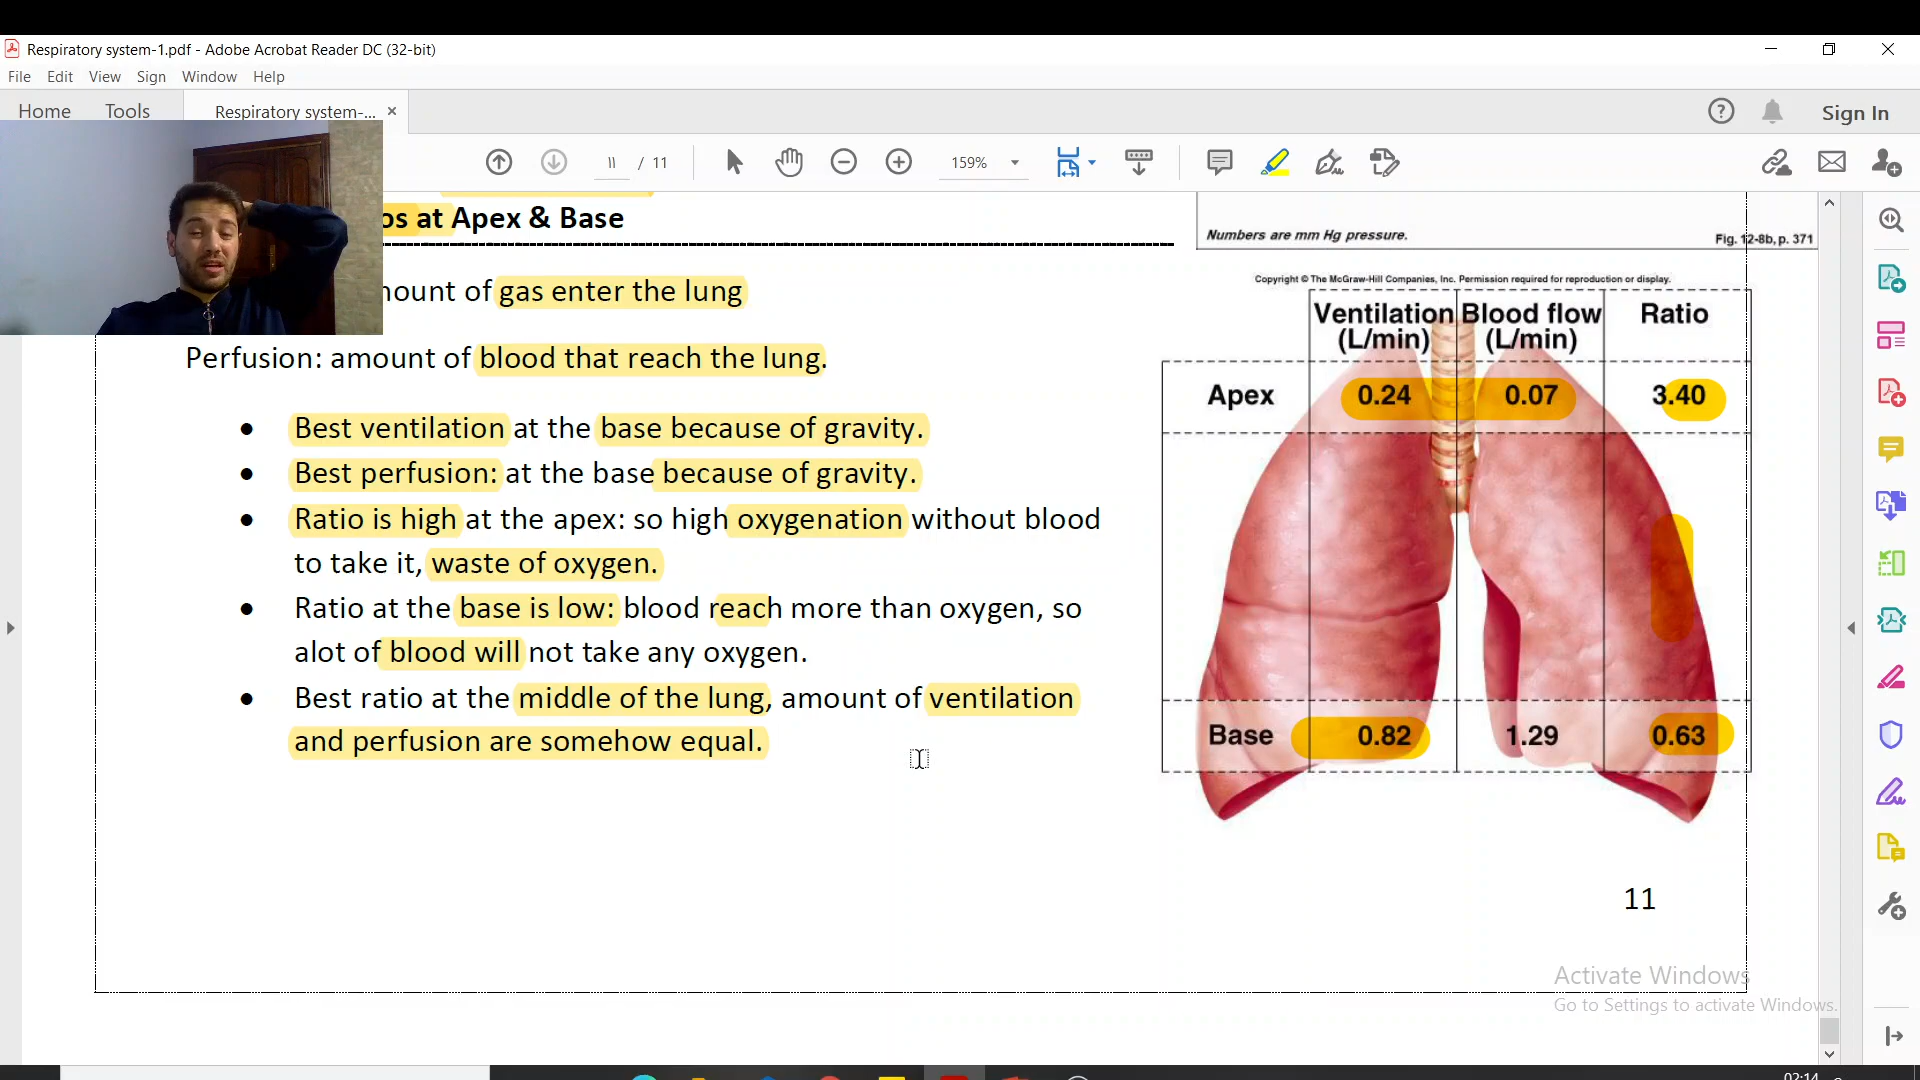 Respiratory system-1.pdf - Adobe Acrobat Reader DC (32-bit)
File Edit View Sign Window Help
Home Tools Respiratory system-... × Sign In
11 / 11 159%
os at Apex & Base
Numbers are mm Hg pressure. Fig. 12-8b, p. 371
ount of gas enter the lung
Perfusion: amount of blood that reach the lung.
• Best ventilation at the base because of gravity.
• Best perfusion: at the base because of gravity.
• Ratio is high at the apex: so high oxygenation without blood
to take it, waste of oxygen.
• Ratio at the base is low: blood reach more than oxygen, so
alot of blood will not take any oxygen.
• Best ratio at the middle of the lung, amount of ventilation
and perfusion are somehow equal.
Copyright © The McGraw-Hill Companies, Inc. Permission required for reproduction or display.
Ventilation Blood flow Ratio
(L/min) (L/min)
Apex 0.24 0.07 3.40
Base 0.82 1.29 0.63
11
Activate Windows
Go to Settings to activate Windows.
02:14